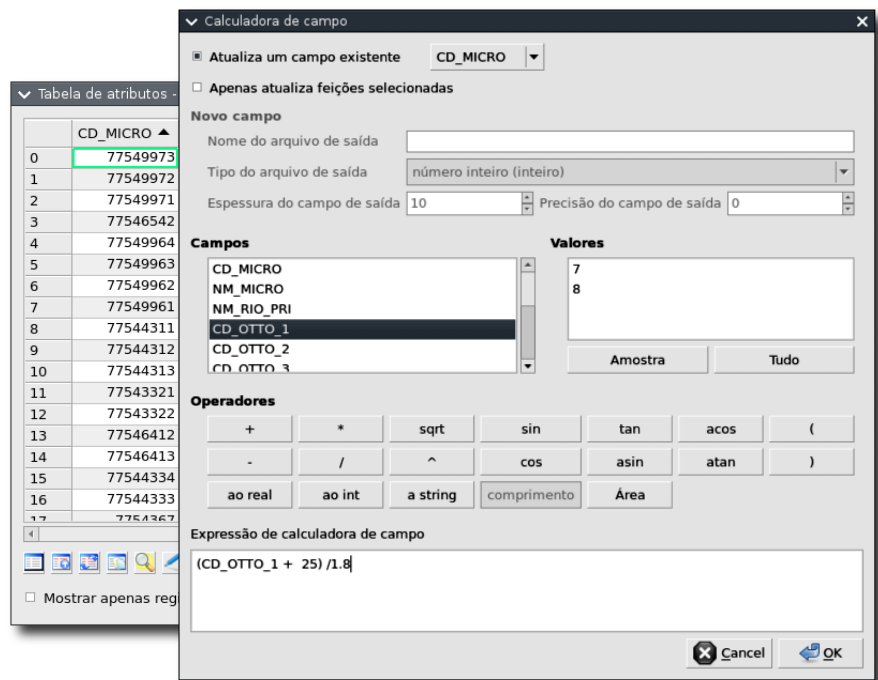 Calculadora de campo
Atualiza um campo existente CD_MICRO
Apenas atualiza feições selecionadas
Novo campo
Nome do arquivo de saída
Tipo do arquivo de saída número inteiro (inteiro)
Espessura do campo de saída 10 Precisão do campo de saída 0
Campos Valores
CD_MICRO 7
NM_MICRO 8
NM_RIO_PRI
CD_OTTO_1
CD_OTTO_2
CD_OTTO_3
Amostra Tudo
Operadores
+ * sqrt sin tan acos (
- / ^ cos asin atan )
ao real ao int a string comprimento Área
Expressão de calculadora de campo
(CD_OTTO_1 +  25) /1.8
Cancel OK
Tabela de atributos -
CD_MICRO
0 77549973
1 77549972
2 77549971
3 77546542
4 77549964
5 77549963
6 77549962
7 77549961
8 77544311
9 77544312
10 77544313
11 77543321
12 77543322
13 77546412
14 77546413
15 77544334
16 77544333
17 7754367
Mostrar apenas regi